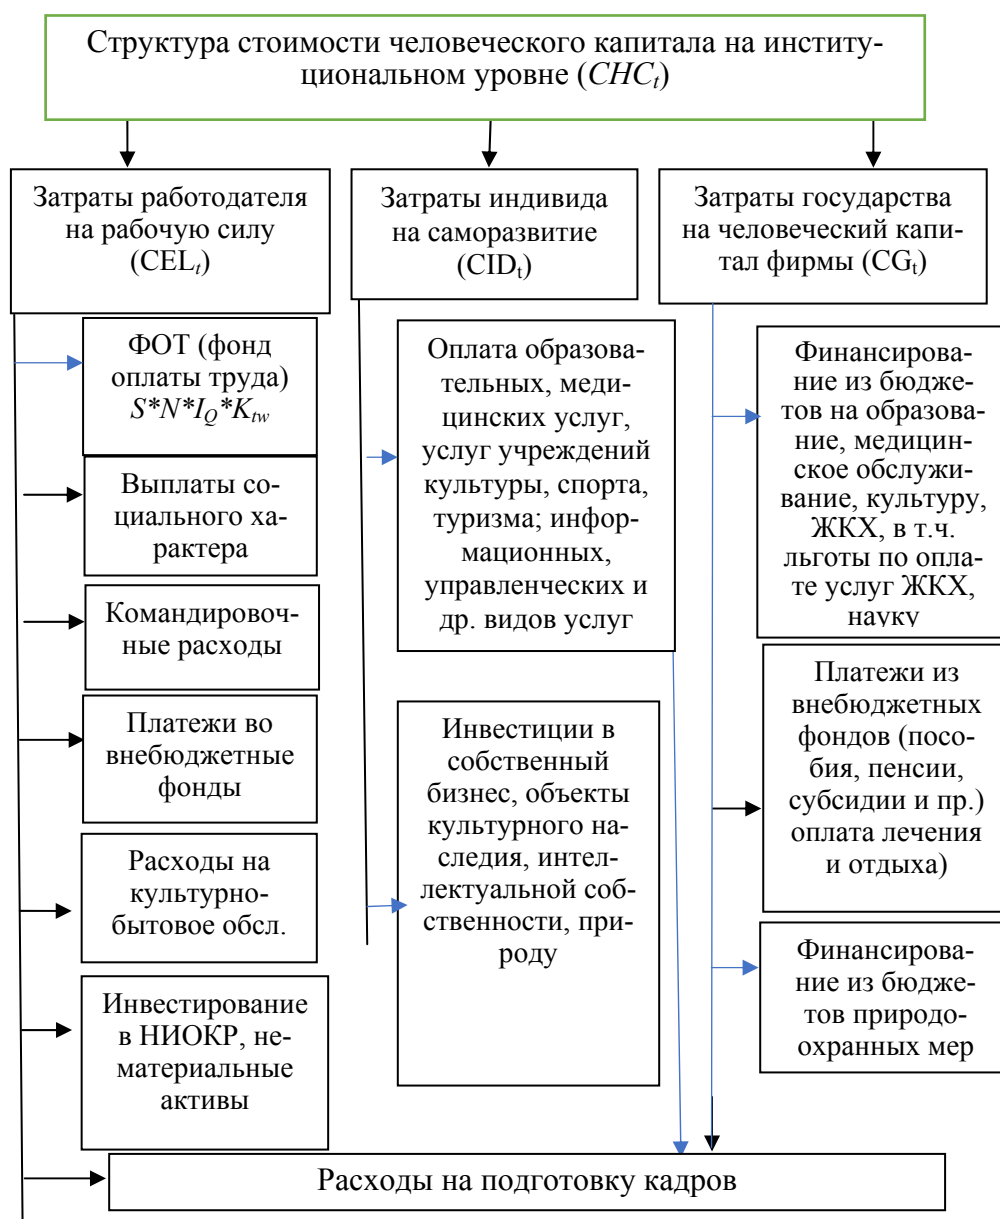 Структура стоимости человеческого капитала на институ-
циональном уровне (CHCt)
Затраты работодателя
на рабочую силу
(CELt)
ФОТ (фонд
оплаты труда)
S*N*IQ*Ktw
Выплаты со-
циального ха-
рактера
Командировоч-
ные расходы
Платежи во
внебюджетные
фонды
Расходы на
культурно-
бытовое обсл.
Инвестирование
в НИОКР, не-
материальные
активы
Затраты индивида
на саморазвитие
(CIDt)
Оплата образова-
тельных, меди-
цинских услуг,
услуг учреждений
культуры, спорта,
туризма; инфор-
мационных,
управленческих и
др. видов услуг
Инвестиции в
собственный
бизнес, объекты
культурного на-
следия, интел-
лектуальной соб-
ственности, при-
роду
Затраты государства
на человеческий капи-
тал фирмы (CGt)
Финансирова-
ние из бюдже-
тов на образова-
ние, медицин-
ское обслужи-
вание, культуру,
ЖКХ, в т.ч.
льготы по опла-
те услуг ЖКХ,
науку
Платежи из
внебюджетных
фондов (посо-
бия, пенсии,
субсидии и пр.)
оплата лечения
и отдыха)
Финансирова-
ние из бюдже-
тов природо-
охранных мер
Расходы на подготовку кадров